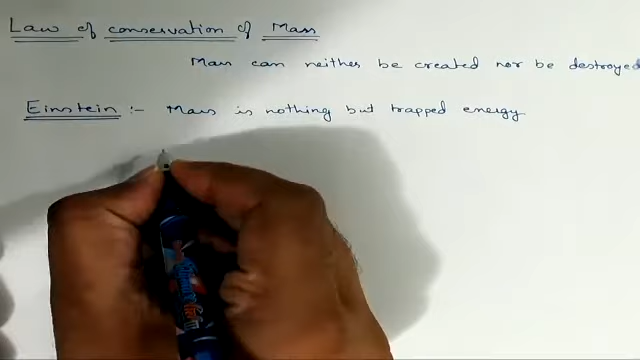 Law of conservation of Mass
Mass can neither be created nor be destroyed
Einstein :- Mass is nothing but trapped energy